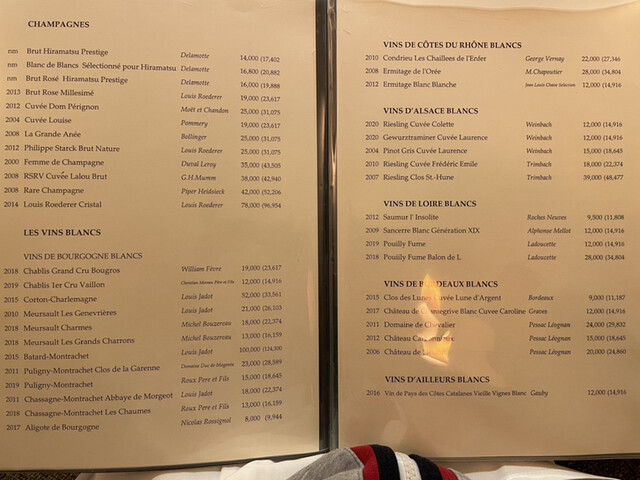 CHAMPAGNES
nm Brut Hiramatsu Prestige Delamotte 14,000 (17,402
nm Blanc de Blancs Sélectionné pour Hiramatsu Delamotte 16,800 (20,882
nm Brut Rosé Hiramatsu Prestige Delamotte 16,000 (19,888
2013 Brut Rose Millesimé Louis Roederer 19,000 (23,617
2012 Cuvée Dom Pérignon Moët et Chandon 25,000 (31,075
2004 Cuvée Louise Pommery 19,000 (23,617
2008 La Grande Anée Bollinger 25,000 (31,075
2012 Philippe Starck Brut Nature Louis Roederer 25,000 (31,075
2000 Femme de Champagne Duval Leroy 35,000 (43,505
2008 RSRV Cuvée Lalou Brut G.H.Mumm 38,000 (42,940
2008 Rare Champagne Piper Heidsieck 42,000 (52,206
2014 Louis Roederer Cristal Louis Roederer 78,000 (96,954
LES VINS BLANCS
VINS DE BOURGOGNE BLANCS
2018 Chablis Grand Cru Bougros William Fèvre 19,000 (23,617
2019 Chablis 1er Cru Vaillon Christian Moreau Père et Fils 12,000 (14,916
2015 Corton-Charlemagne Louis Jadot 52,000 (33,561
2010 Meursault Les Genevrières Louis Jadot 21,000 (26,103
2018 Meursault Charmes Michel Bouzereau 18,000 (22,374
2018 Meursault Les Grands Charrons Michel Bouzereau 13,000 (16,159
2015 Batard-Montrachet Louis Jadot 100,000 (124,300
2011 Puligny-Montrachet Clos de la Garenne Domaine Duc de Magenta 23,000 (28,589
2019 Puligny-Montrachet Roux Pere et Fils 15,000 (18,645
2011 Chassagne-Montrachet Abbaye de Morgeot Louis Jadot 18,000 (22,374
2018 Chassagne-Montrachet Les Chaumes Roux Pere et Fils 13,000 (16,159
2017 Aligote de Bourgogne Nicolas Rossignol 8,000 (9,944
VINS DE CÔTES DU RHÔNE BLANCS
2010 Condrieu Les Chaillees de l'Enfer George Vernay 22,000 (27,346
2008 Ermitage de l'Orée M.Chapoutier 28,000 (34,804
2012 Ermitage Blanc Blanche Jean Louis Chave Selection 12,000 (14,916
VINS D'ALSACE BLANCS
2020 Riesling Cuvée Colette Weinbach 12,000 (14,916
2020 Gewurztraminer Cuvée Laurence Weinbach 12,000 (14,916
2004 Pinot Gris Cuvée Laurence Weinbach 15,000 (18,645
2010 Riesling Cuvée Frédéric Emile Trimbach 18,000 (22,374
2007 Riesling Clos St.-Hune Trimbach 39,000 (48,477
VINS DE LOIRE BLANCS
2012 Saumur l' Insolite Roches Neuves 9,500 (11,808
2009 Sancerre Blanc Génération XIX Alphonse Mellot 12,000 (14,916
2019 Pouilly Fume Ladoucette 12,000 (14,916
2018 Pouilly Fume Balon de L Ladoucette 28,000 (34,804
VINS DE BORDEAUX BLANCS
2015 Clos des Lunes Cuvée Lune d'Argent Bordeaux 9,000 (11,187
2017 Château de Chantegrive Blanc Cuvee Caroline Graves 12,000 (14,916
2011 Domaine de Chevalier Pessac Léognan 24,000 (29,832
2012 Château Carbonnieux Pessac Léognan 15,000 (18,645
2006 Château de Pessac Léognan 20,000 (24,860
VINS D'AILLEURS BLANCS
2016 Vin de Pays des Côtes Catalanes Vieille Vignes Blanc Gauby 12,000 (14,916